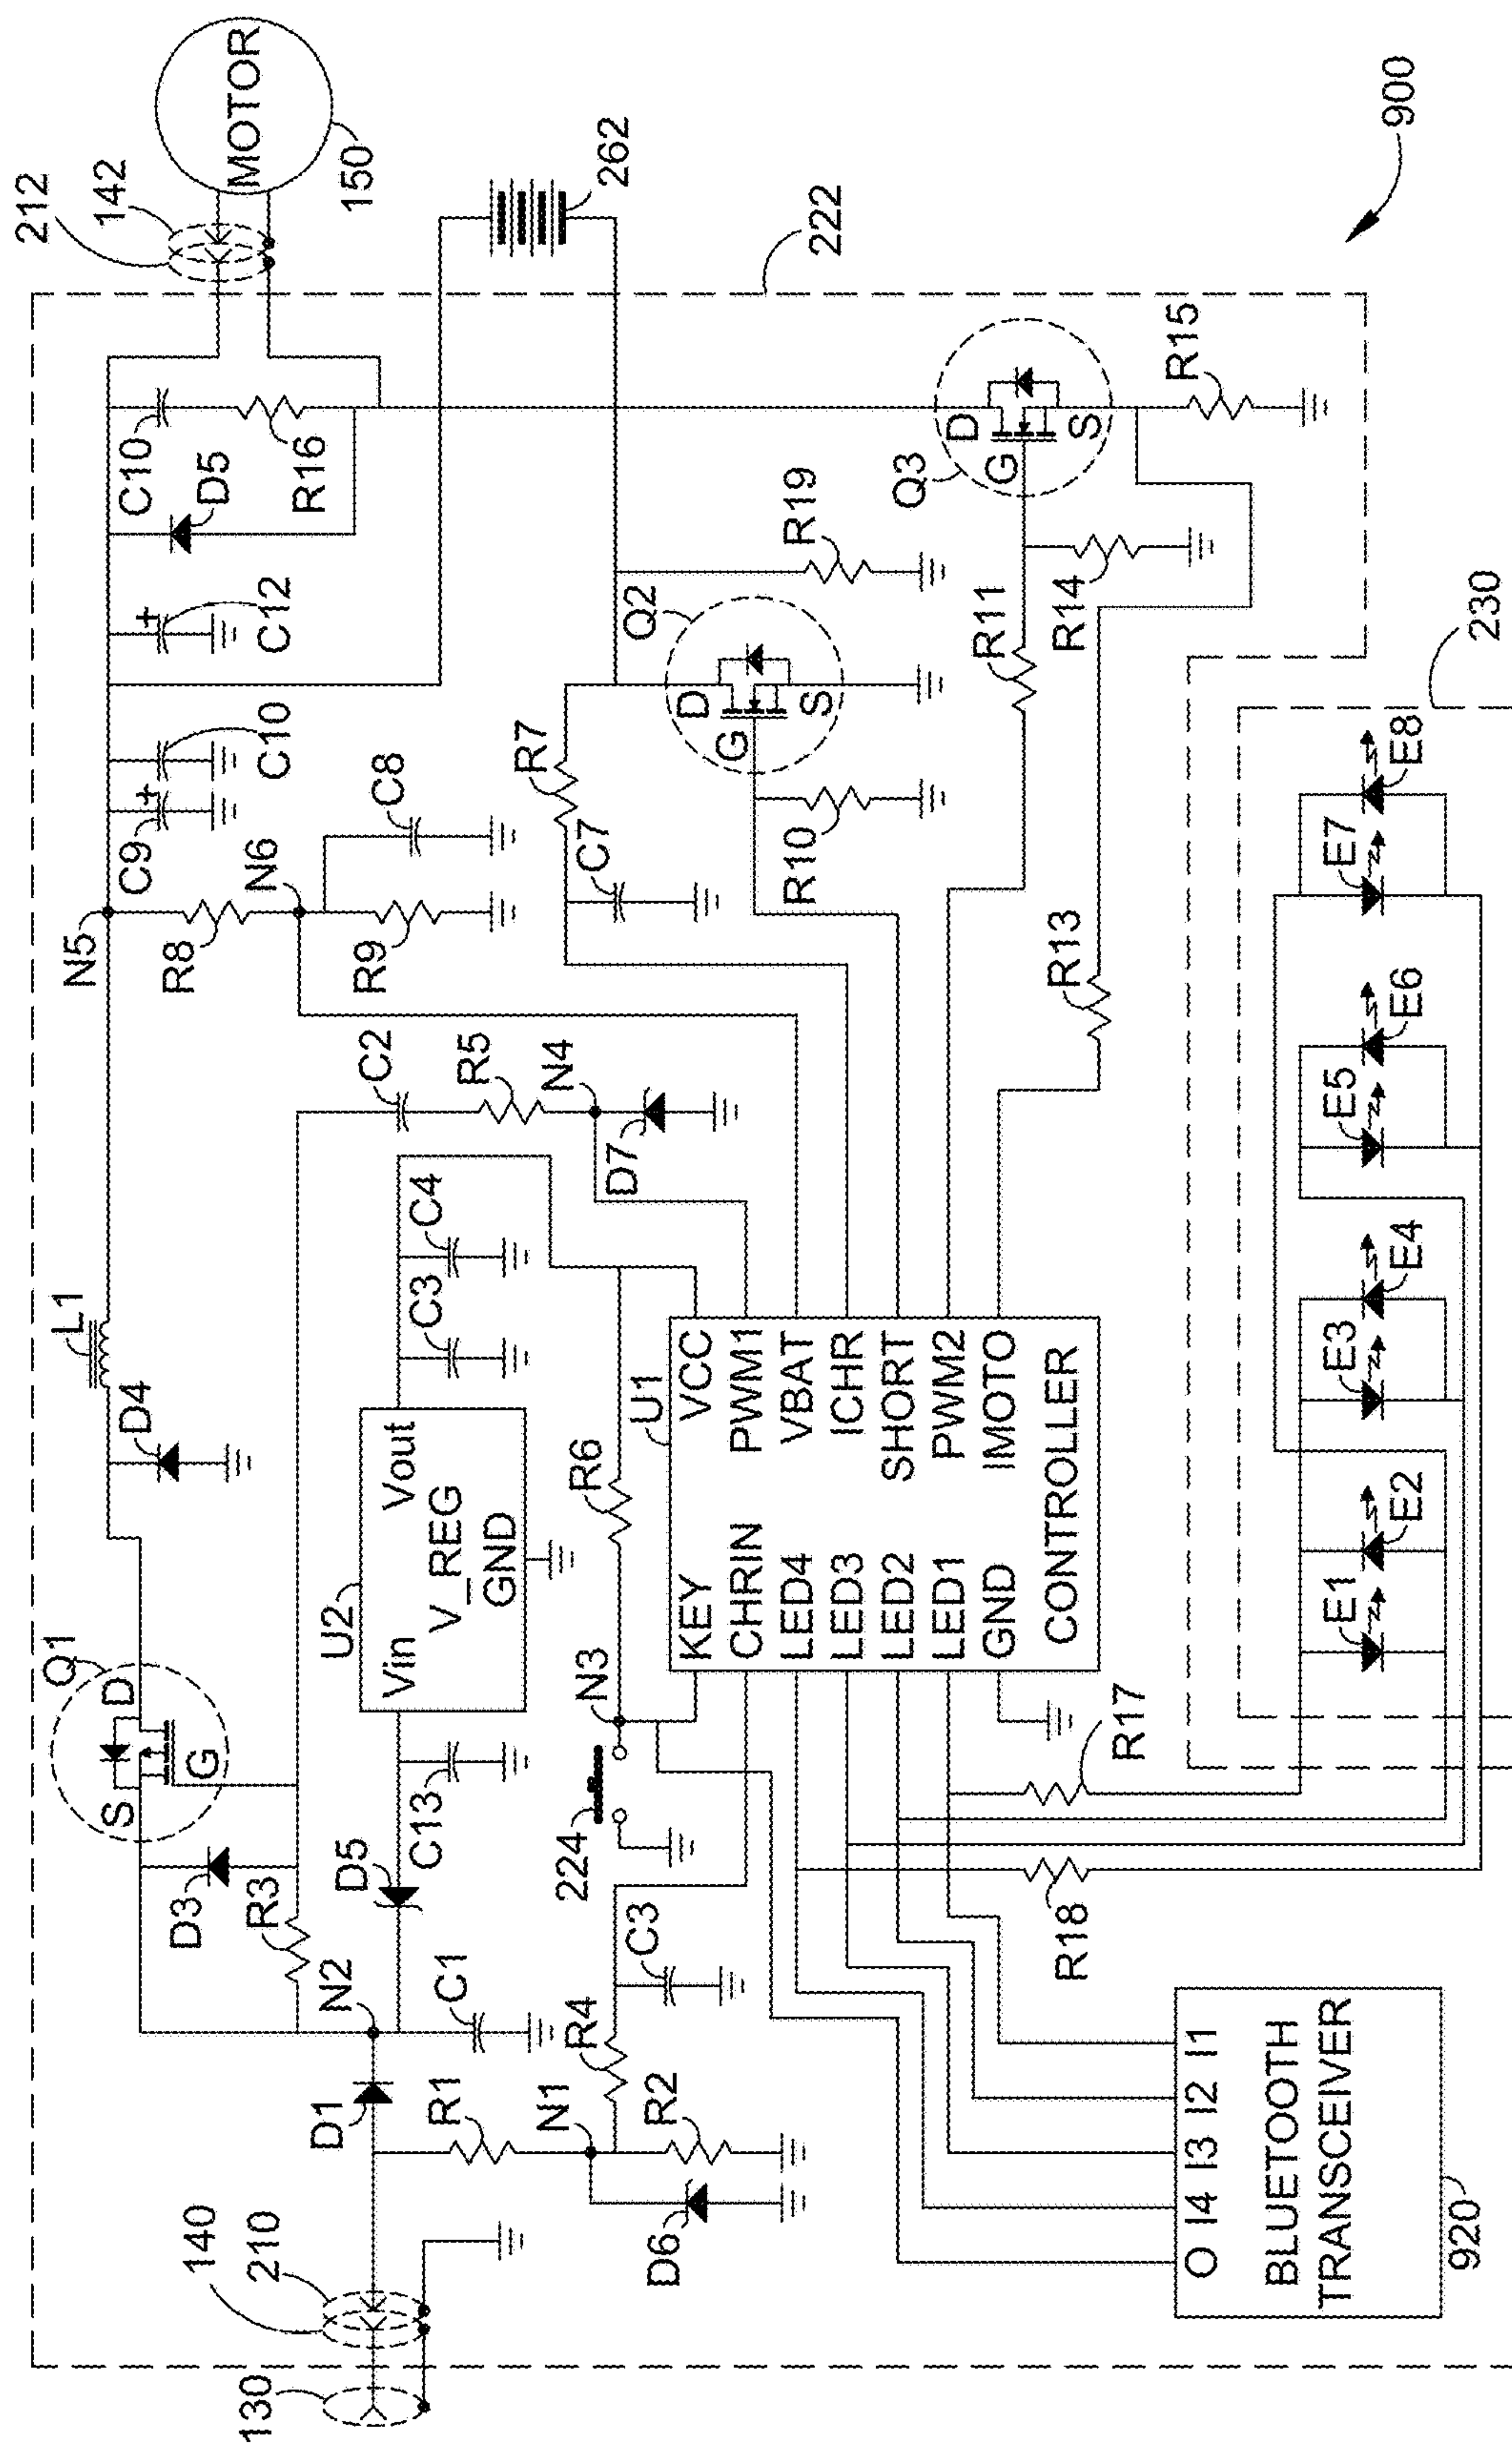 212
142
MOTOR
150
262
222
900
N5
L1
D4
Q1
S
D
G
C9
C10
C12
D5
C10
R16
R8
N6
C8
R9
R7
C7
Q2
D
G
S
R10
R19
Q3
D
G
S
R15
R11
R14
R13
C2
R5
N4
D7
C4
C3
U2
Vin
Vout
V_REG
GND
D3
R3
D5
C13
N2
C1
D1
R1
N1
R2
R4
C3
D6
140
210
130
224
N3
R6
U1
KEY
CHRIN
LED4
LED3
LED2
LED1
GND
VCC
PWM1
VBAT
ICHR
SHORT
PWM2
IMOTO
CONTROLLER
R17
R18
230
E1
E2
E3
E4
E5
E6
E7
E8
O
I4
I3
I2
I1
BLUETOOTH
TRANSCEIVER
920